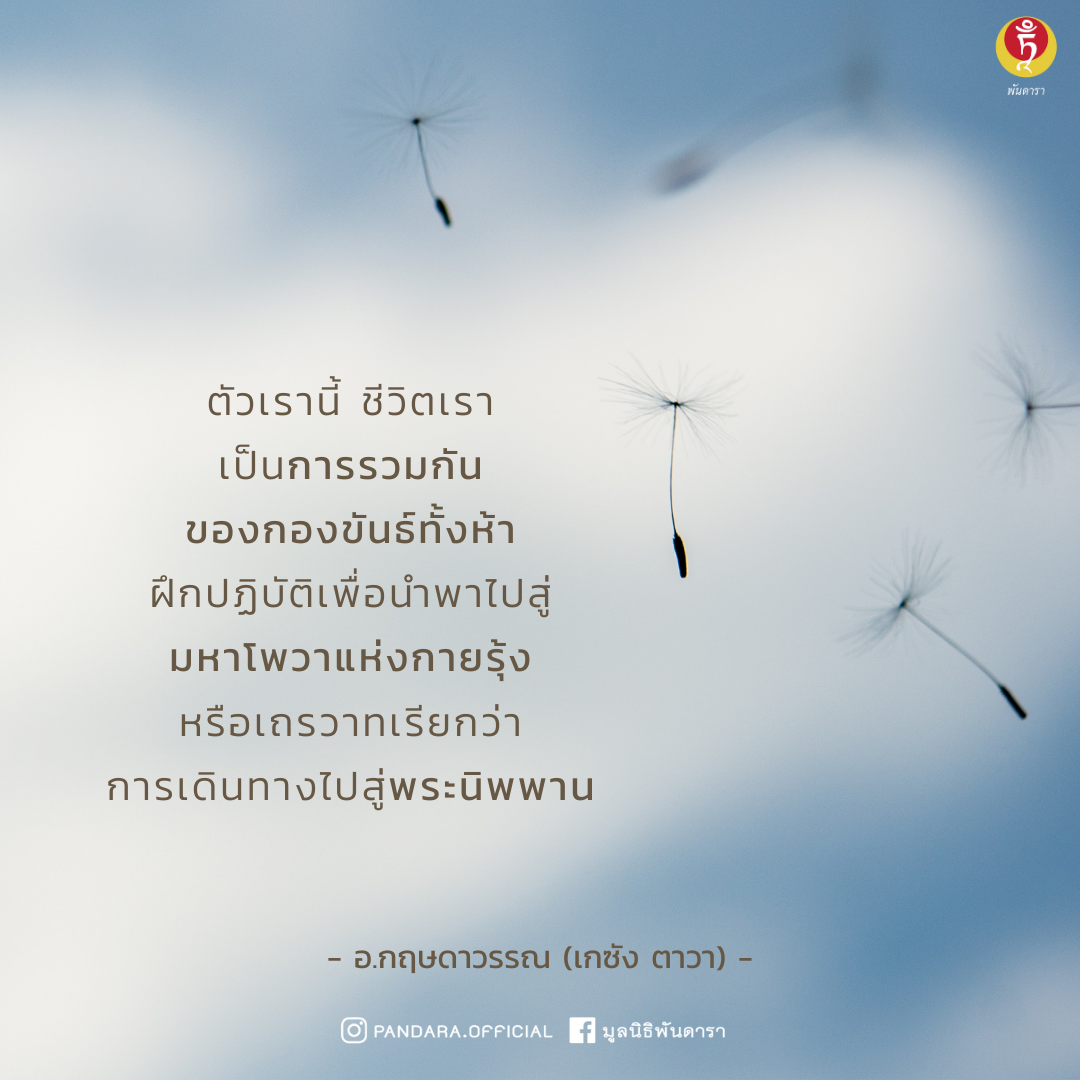 พันดารา
ตัวเรานี้ ชีวิตเรา
เป็นการรวมกัน
ของกองขันธ์ทั้งห้า
ฝึกปฏิบัติเพื่อนำพาไปสู่
มหาโพวาแห่งกายรุ้ง
หรือเถรวาทเรียกว่า
การเดินทางไปสู่พระนิพพาน
- อ.กฤษดาวรรณ (เกซัง ตาวา) -
PANDARA.OFFICIAL มูลนิธิพันดารา